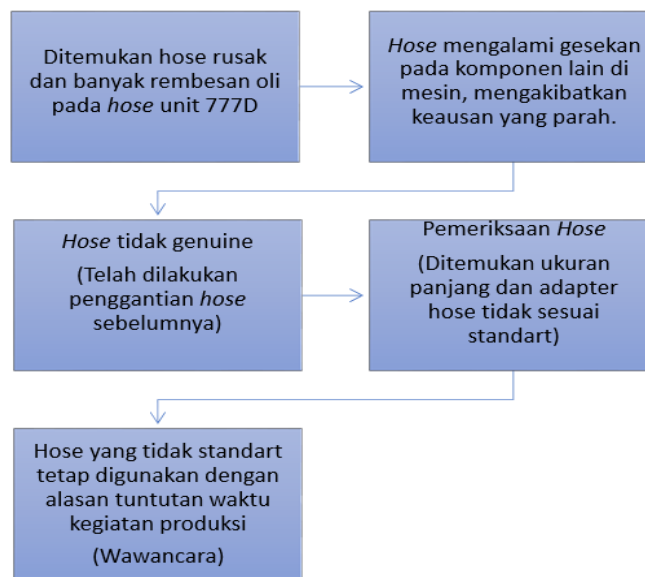 Ditemukan hose rusak
dan banyak rembesan oli
pada hose unit 777D
Hose mengalami gesekan
pada komponen lain di
mesin, mengakibatkan
keausan yang parah.
Hose tidak genuine
(Telah dilakukan
penggantian hose
sebelumnya)
Pemeriksaan Hose
(Ditemukan ukuran
panjang dan adapter
hose tidak sesuai
standart)
Hose yang tidak standart
tetap digunakan dengan
alasan tuntutan waktu
kegiatan produksi
(Wawancara)